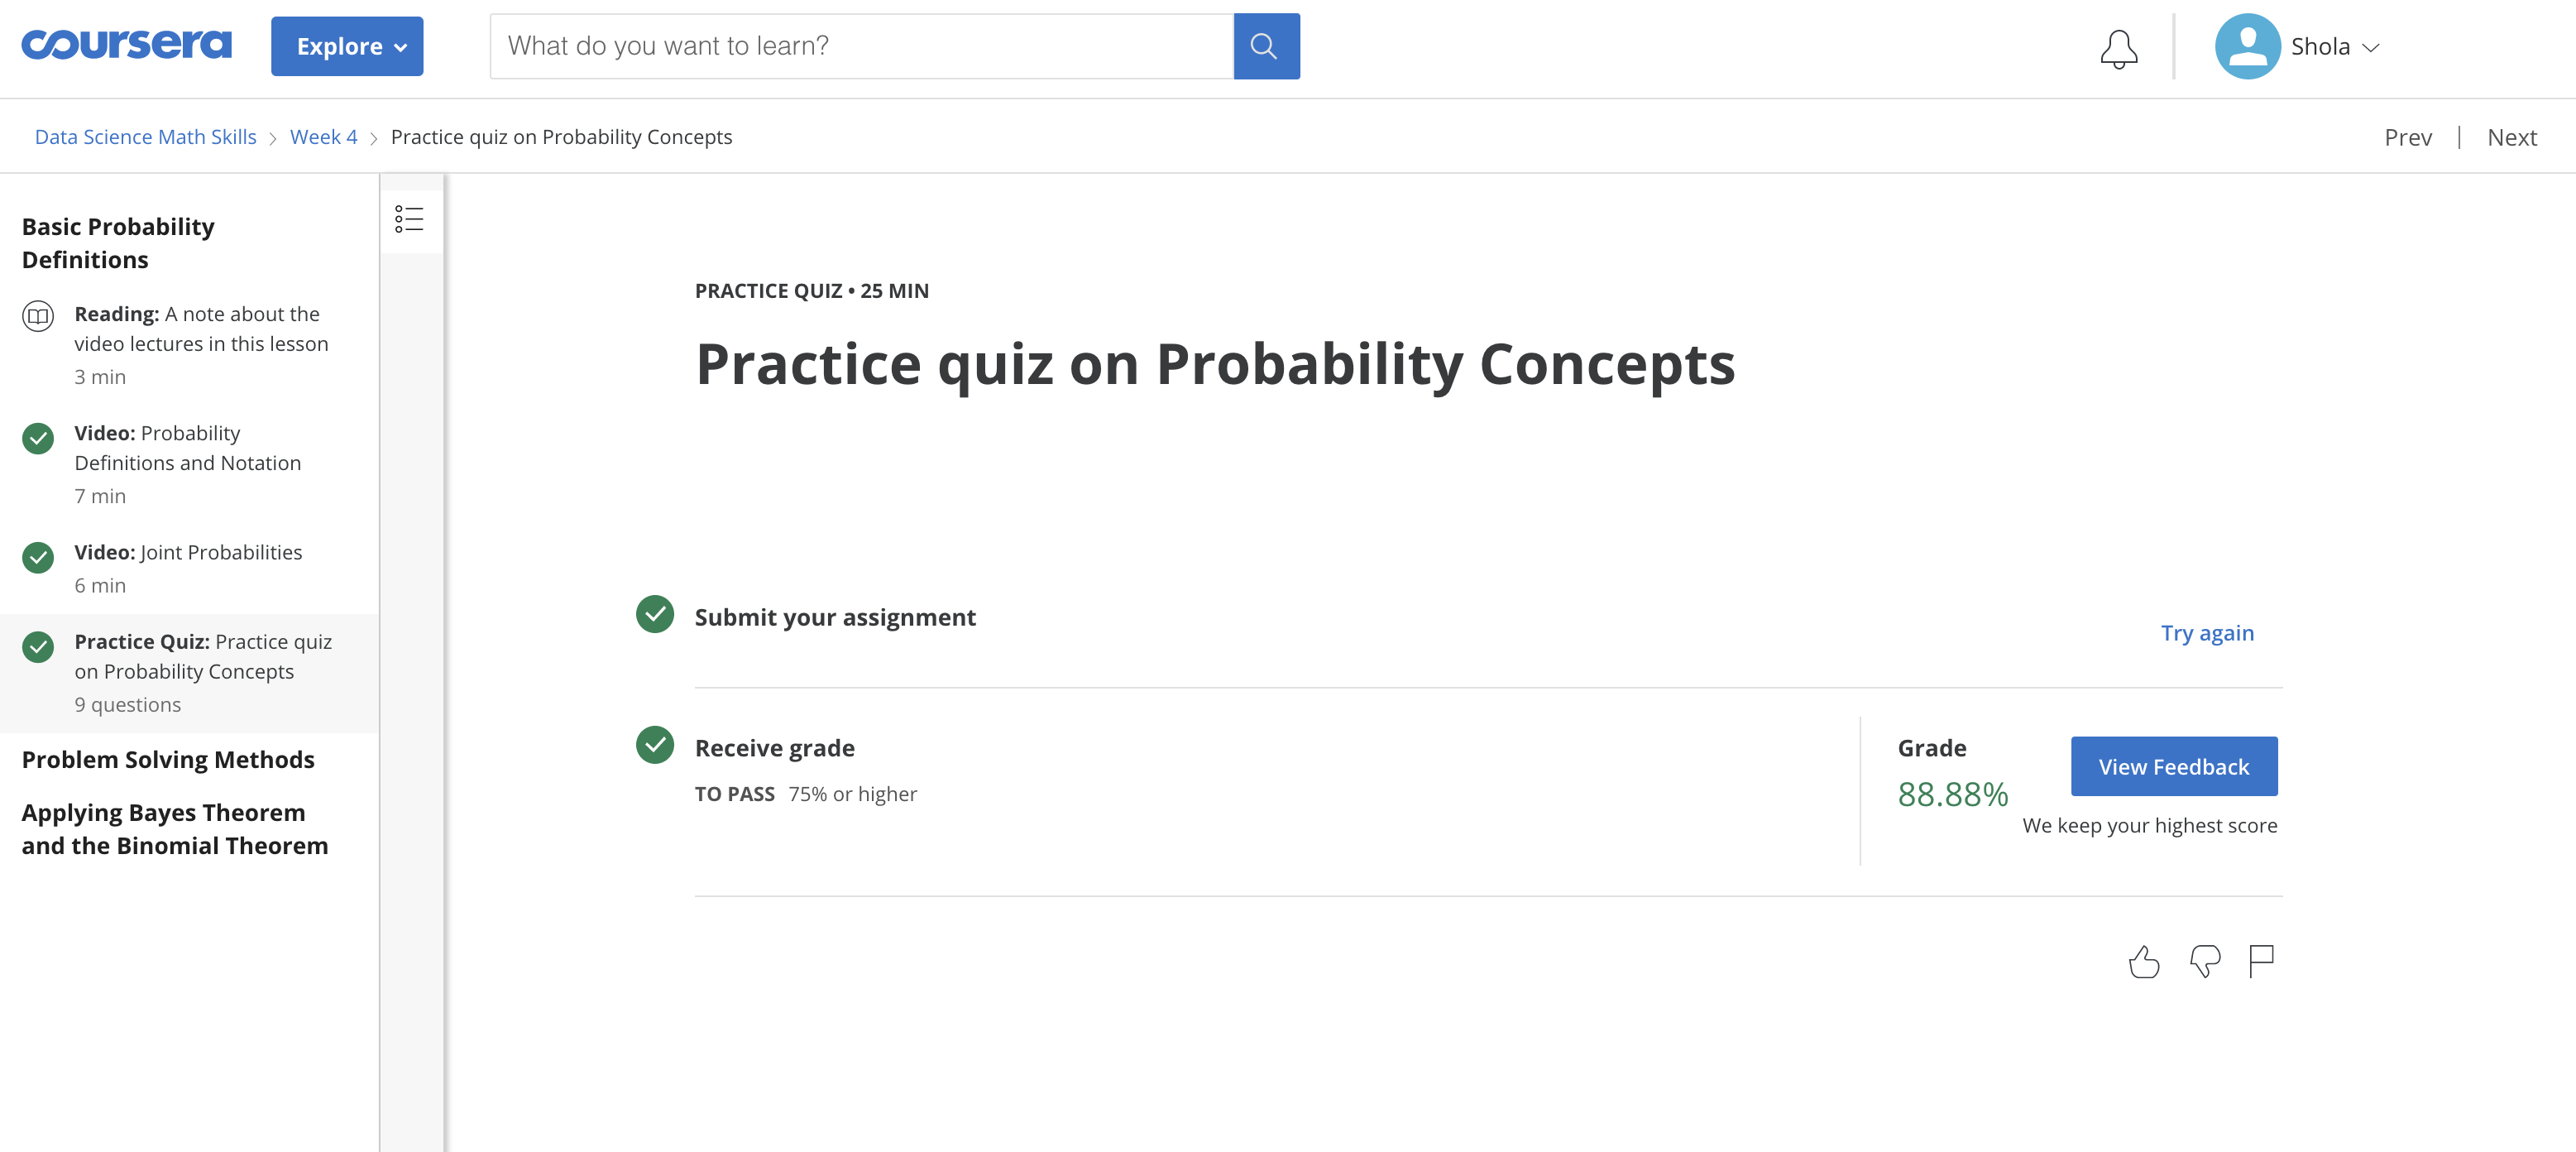 coursera
Explore
What do you want to learn?
Shola
Data Science Math Skills > Week 4 > Practice quiz on Probability Concepts
Prev | Next
Basic Probability
Definitions
Reading: A note about the
video lectures in this lesson
3 min
Video: Probability
Definitions and Notation
7 min
Video: Joint Probabilities
6 min
Practice Quiz: Practice quiz
on Probability Concepts
9 questions
Problem Solving Methods
Applying Bayes Theorem
and the Binomial Theorem
PRACTICE QUIZ • 25 MIN
Practice quiz on Probability Concepts
Submit your assignment
Try again
Receive grade
TO PASS 75% or higher
Grade
88.88%
View Feedback
We keep your highest score